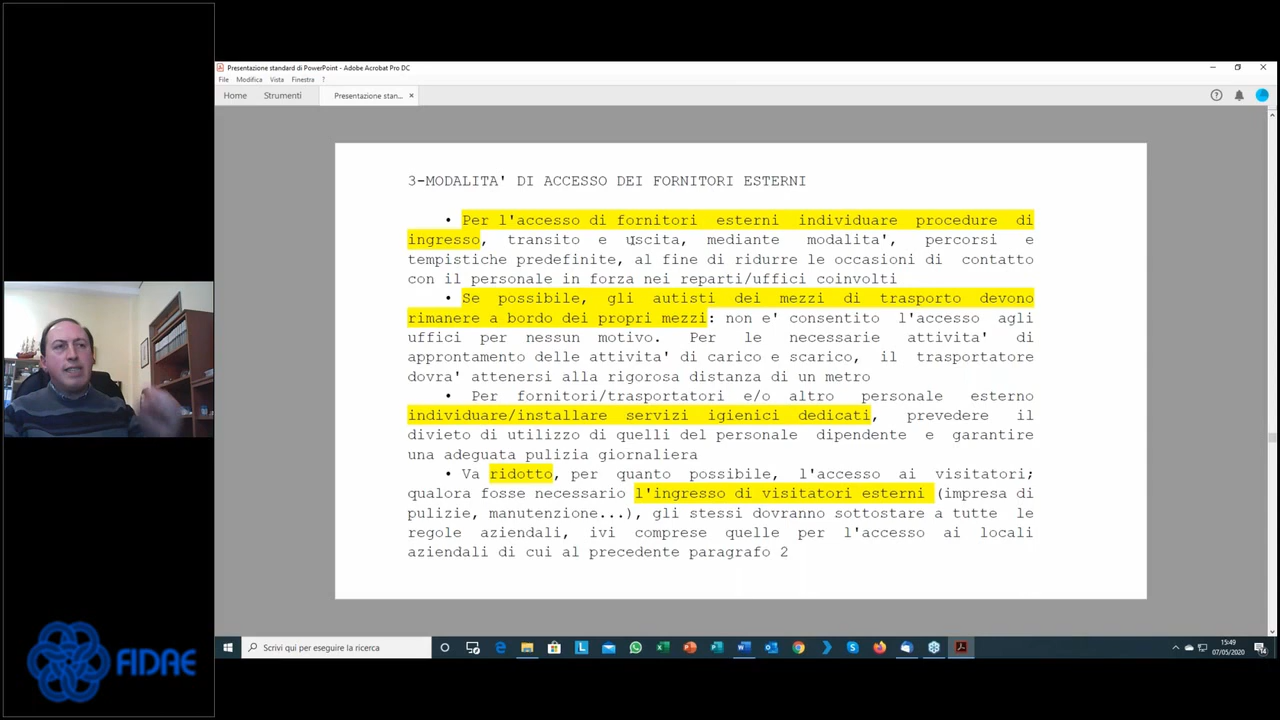 Presentazione standard di PowerPoint - Adobe Acrobat Pro DC
File Modifica Vista Finestra ?
Home Strumenti Presentazione stan... ×
3-MODALITA' DI ACCESSO DEI FORNITORI ESTERNI
• Per l'accesso di fornitori esterni individuare procedure di
ingresso, transito e uscita, mediante modalita', percorsi e
tempistiche predefinite, al fine di ridurre le occasioni di contatto
con il personale in forza nei reparti/uffici coinvolti
• Se possibile, gli autisti dei mezzi di trasporto devono
rimanere a bordo dei propri mezzi: non e' consentito l'accesso agli
uffici per nessun motivo. Per le necessarie attivita' di
approntamento delle attivita' di carico e scarico, il trasportatore
dovra' attenersi alla rigorosa distanza di un metro
• Per fornitori/trasportatori e/o altro personale esterno
individuare/installare servizi igienici dedicati, prevedere il
divieto di utilizzo di quelli del personale dipendente e garantire
una adeguata pulizia giornaliera
• Va ridotto, per quanto possibile, l'accesso ai visitatori;
qualora fosse necessario l'ingresso di visitatori esterni (impresa di
pulizie, manutenzione...), gli stessi dovranno sottostare a tutte le
regole aziendali, ivi comprese quelle per l'accesso ai locali
aziendali di cui al precedente paragrafo 2
FIDAE
Scrivi qui per eseguire la ricerca
15:49
07/05/2020